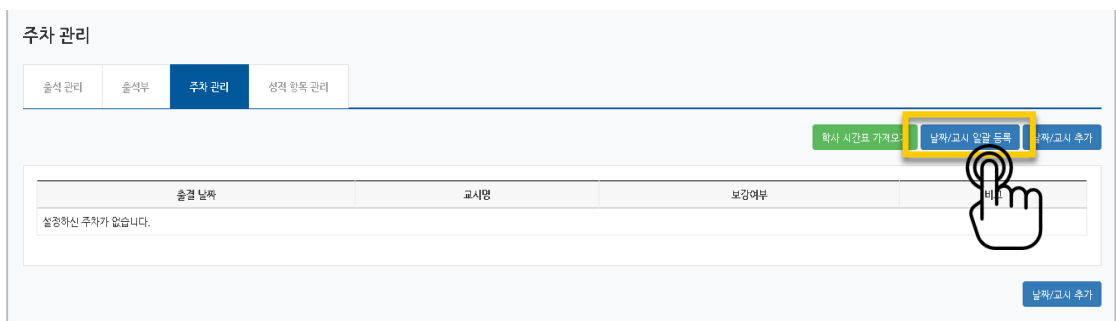 주차 관리
출석 관리 출석부 주차 관리 성적 항목 관리
학사 시간표 가져오기 날짜/교시 일괄 등록 날짜/교시 추가
출결 날짜 교시명 보강여부 비고
설정하신 주차가 없습니다.
날짜/교시 추가